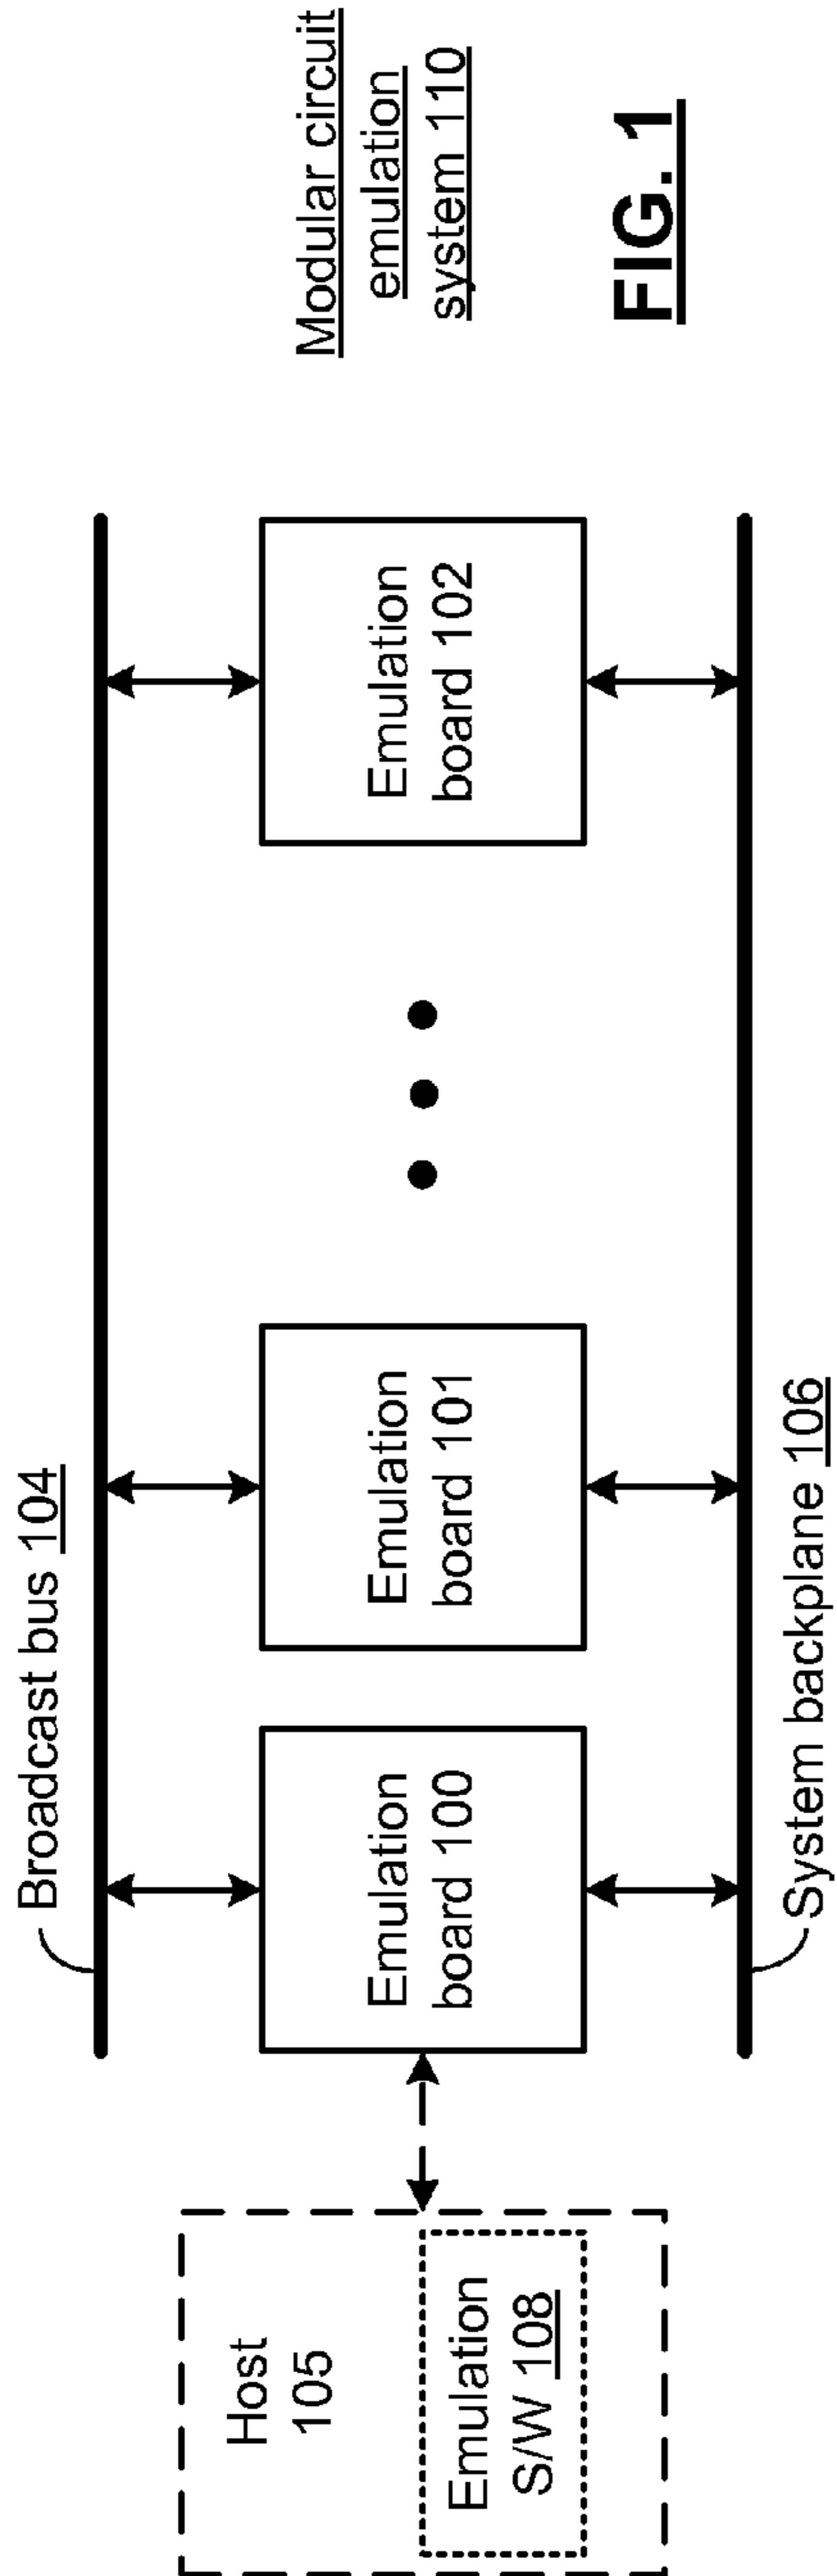 Broadcast bus 104
Host
105
Emulation
S/W 108
Emulation
board 100
Emulation
board 101
Emulation
board 102
System backplane 106
Modular circuit
emulation
system 110
FIG. 1